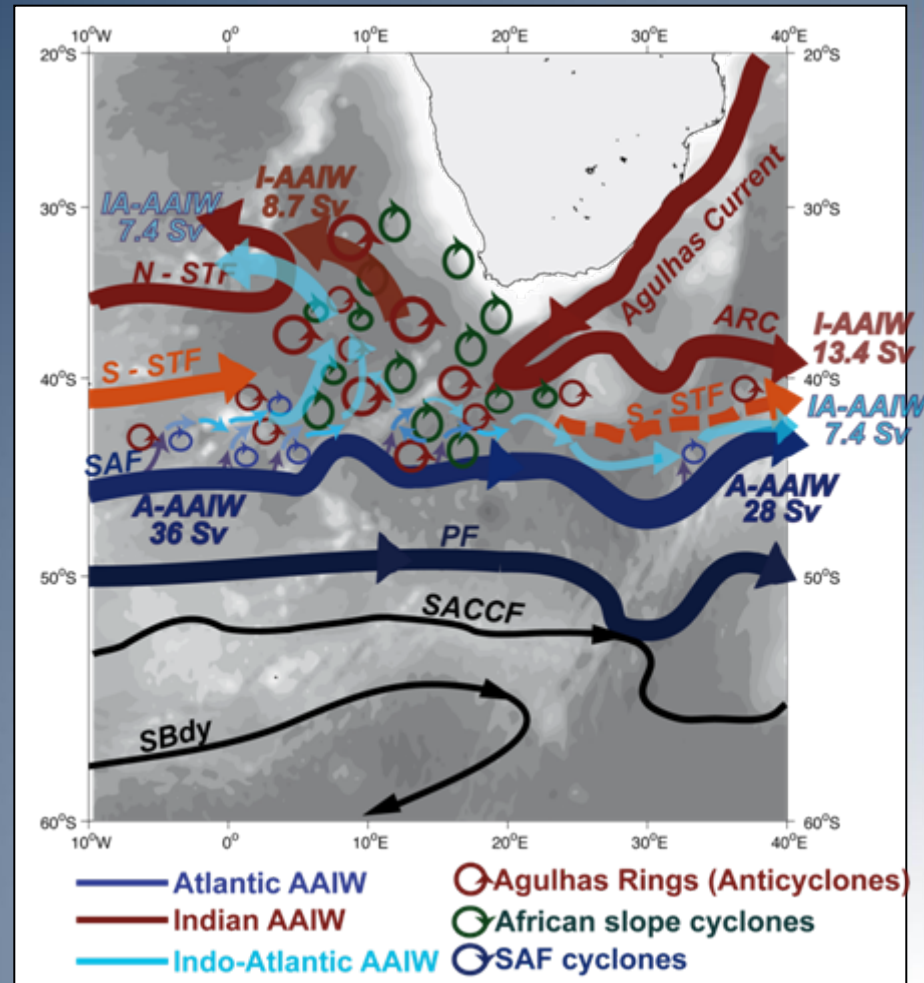 10°W 0° 10°E 20°E 30°E 40°E
20°S 20°S
I-AAIW
8.7 Sv
IA-AAIW
7.4 Sv
30°S 30°S
Agulhas Current
N - STF
ARC
I-AAIW
13.4 Sv
S - STF
40°S 40°S
S - STF
IA-AAIW
7.4 Sv
SAF
A-AAIW
36 Sv
A-AAIW
28 Sv
PF
50°S 50°S
SACCF
SBdy
60°S 60°S
10°W 0° 10°E 20°E 30°E 40°E
Atlantic AAIW
Agulhas Rings (Anticyclones)
Indian AAIW
African slope cyclones
Indo-Atlantic AAIW
SAF cyclones